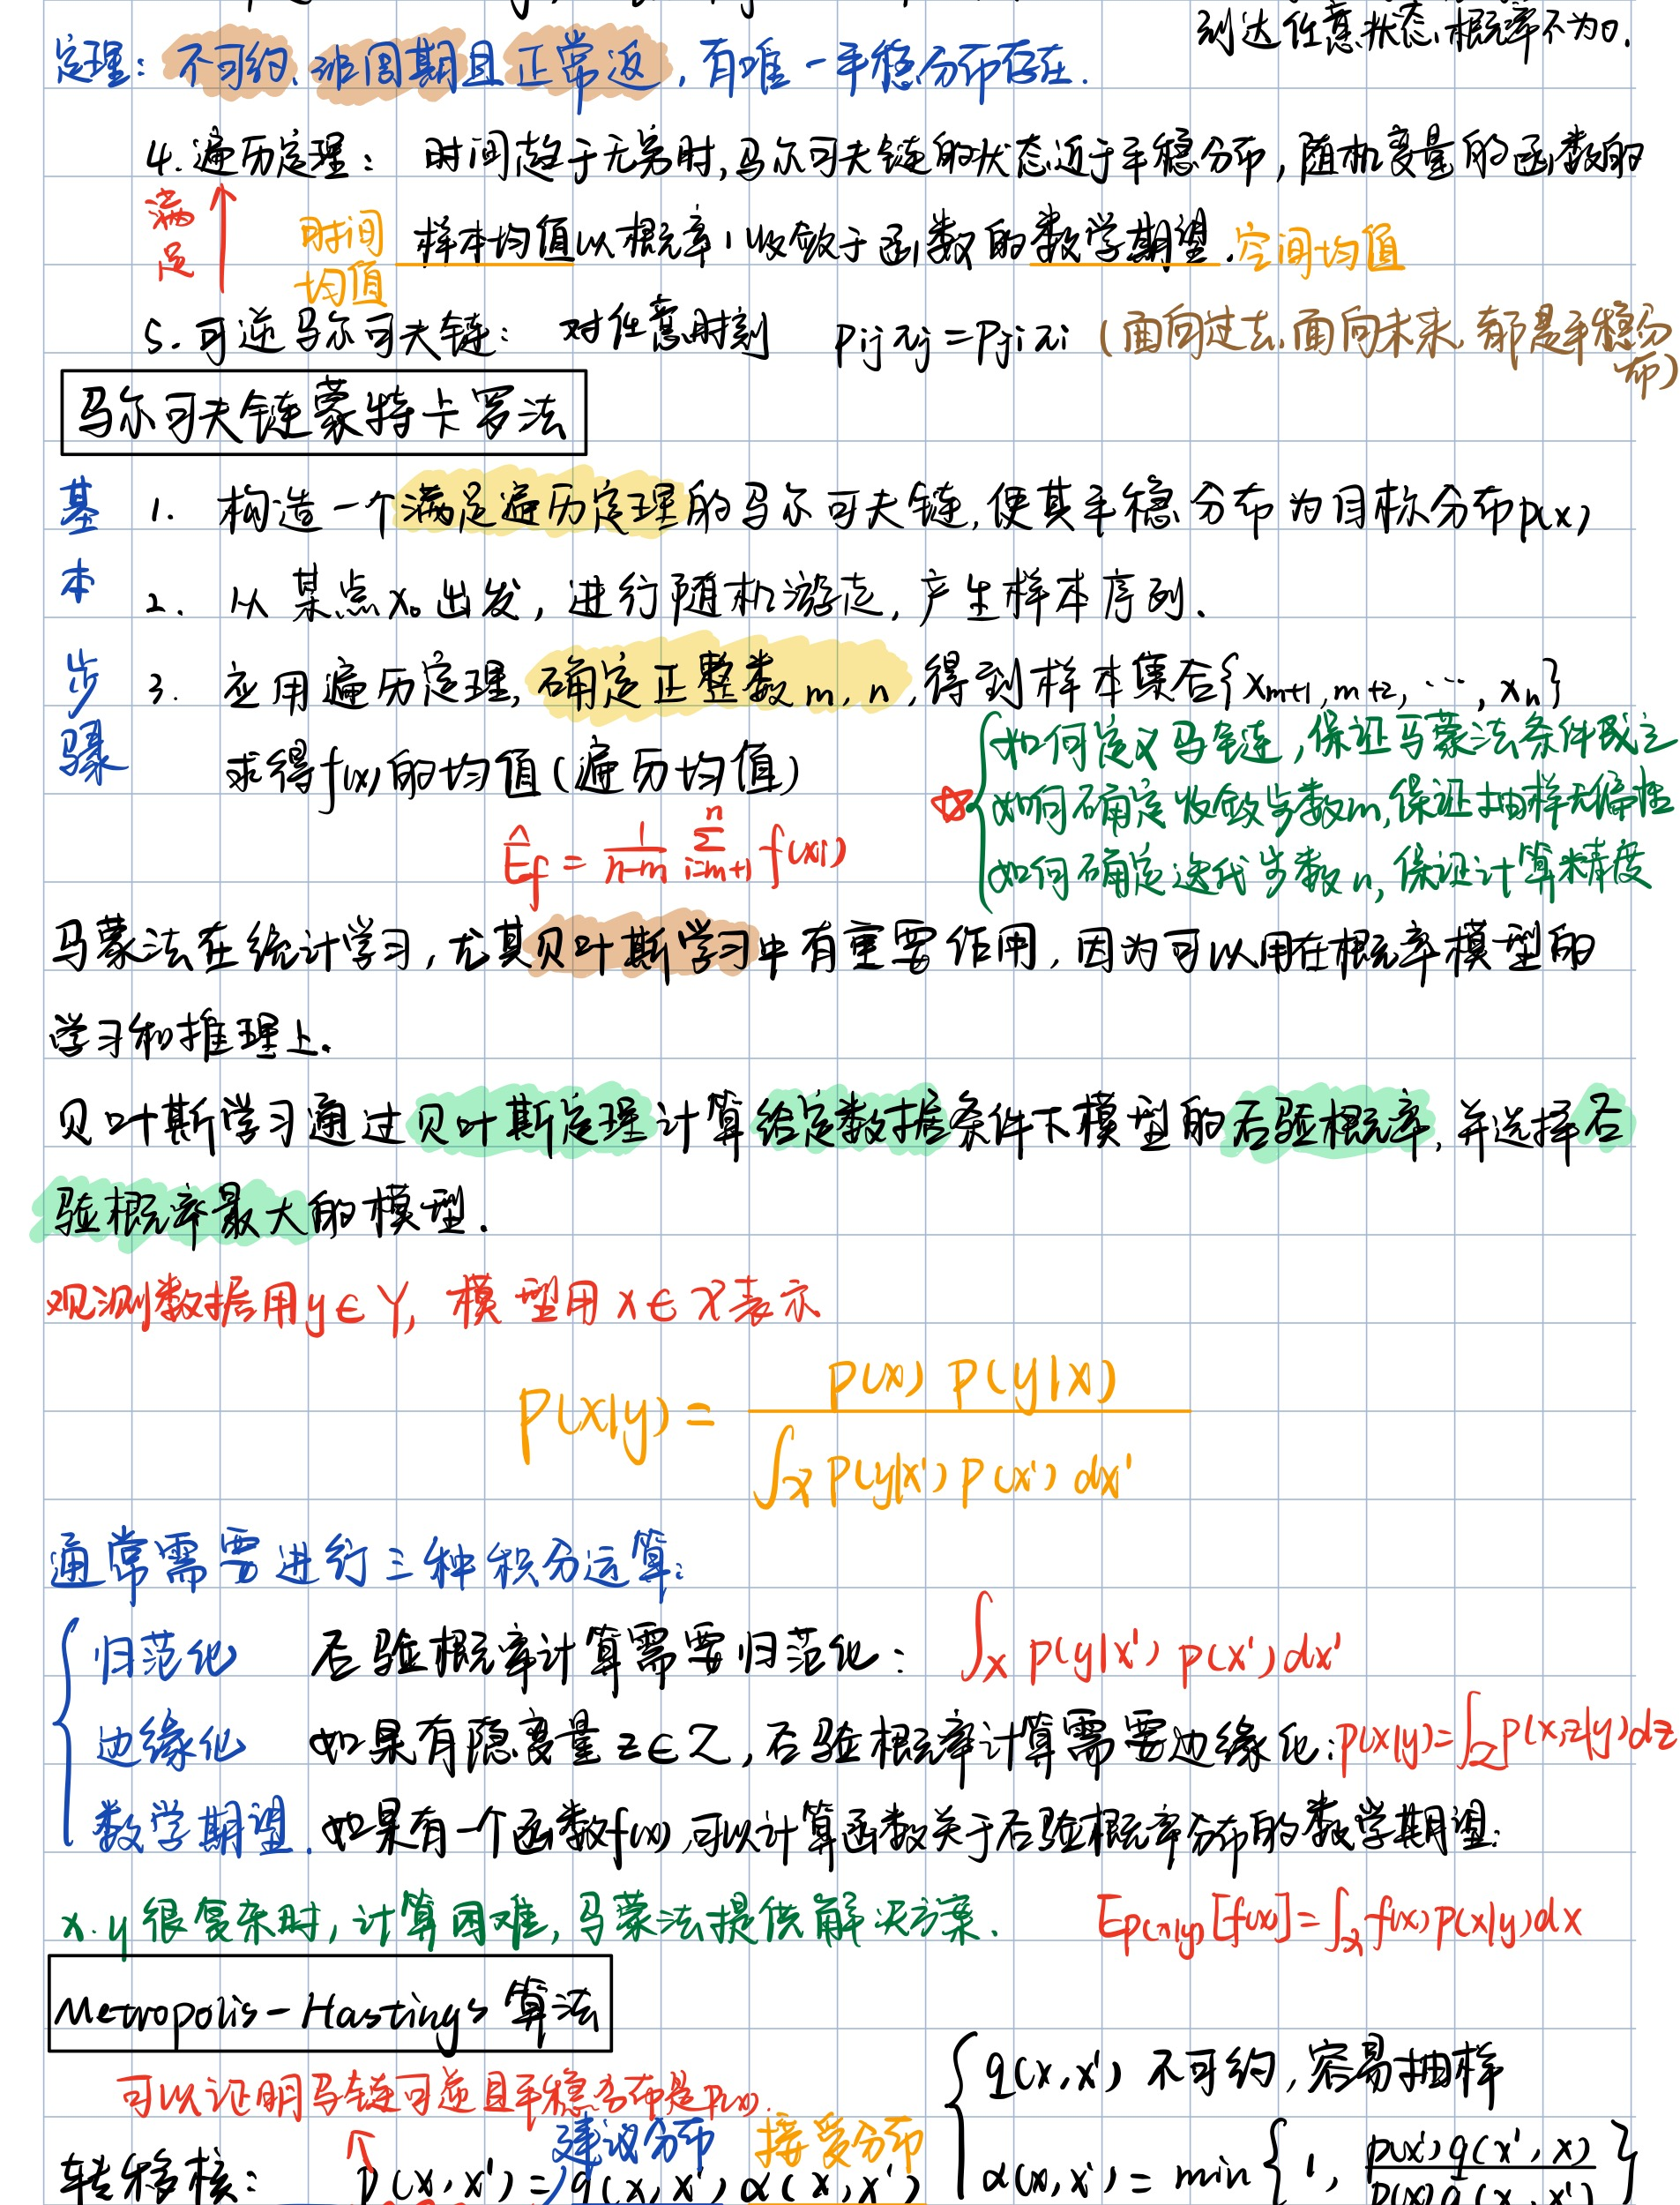 到达任意状态概率不为0.
定理: 不可约、非周期且正常返, 有唯一平稳分布存在.
4. 遍历定理: 时间趋于无穷时, 马尔可夫链的状态近于平稳分布, 随机变量的函数的
满足
时间均值
样本均值以概率1收敛于函数的数学期望. 空间均值
5. 可逆马尔可夫链: 对任意时刻 pijπj = pjiπi (面向过去, 面向未来, 都是平稳分布)
马尔可夫链蒙特卡罗法
基本步骤
1. 构造一个满足遍历定理的马尔可夫链, 使其平稳分布为目标分布p(x)
2. 从某点x₀出发, 进行随机游走, 产生样本序列.
3. 应用遍历定理, 确定正整数m, n, 得到样本集合{xm+1, m+2, ..., xn}
求得f(x)的均值(遍历均值)
Êf = 1/(n-m) Σ(i=m+1→n) f(xi)
如何定义马链, 保证马蒙法条件成立
如何确定收敛步数m, 保证抽样无偏性
如何确定迭代步数n, 保证计算精度
马蒙法在统计学习, 尤其贝叶斯学习中有重要作用, 因为可以用在概率模型的
学习和推理上.
贝叶斯学习通过贝叶斯定理计算给定数据条件下模型的后验概率, 并选择后
验概率最大的模型.
观测数据用y∈Y, 模型用x∈X表示
P(x|y) = p(x) p(y|x) / ∫X P(y|x') p(x') dx'
通常需要进行三种积分运算:
归范化 后验概率计算需要归范化: ∫X p(y|x') p(x') dx'
边缘化 如果有隐变量z∈Z, 后验概率计算需要边缘化: p(x|y) = ∫Z p(x,z|y)dz
数学期望. 如果有一个函数f(x), 可以计算函数关于后验概率分布的数学期望:
x.y很复杂时, 计算困难, 马蒙法提供解决方案. Ep(x|y)[f(x)] = ∫X f(x) p(x|y)dx
Metropolis-Hastings 算法
可以证明马链可逆且平稳分布是p(x).
建议分布 接受分布
转移核: p(x,x') = q(x,x') α(x,x')
q(x,x') 不可约, 容易抽样
α(x,x') = min { 1, p(x')q(x',x) / p(x)q(x,x') }